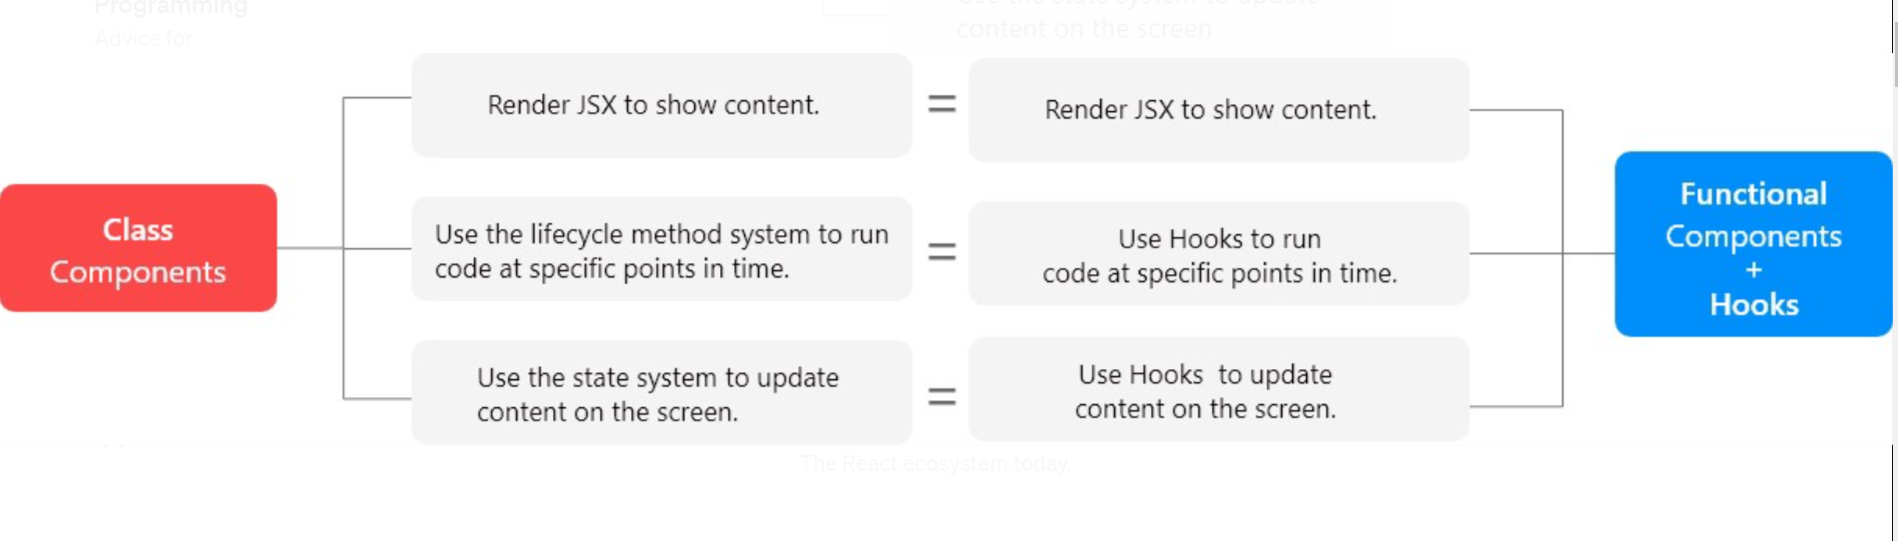 Programming
Advice for
Use the state system to update
content on the screen
Render JSX to show content.
=
Render JSX to show content.
Class
Components
Use the lifecycle method system to run
code at specific points in time.
=
Use Hooks to run
code at specific points in time.
Functional
Components
+
Hooks
Use the state system to update
content on the screen.
=
Use Hooks to update
content on the screen.
The React ecosystem today.